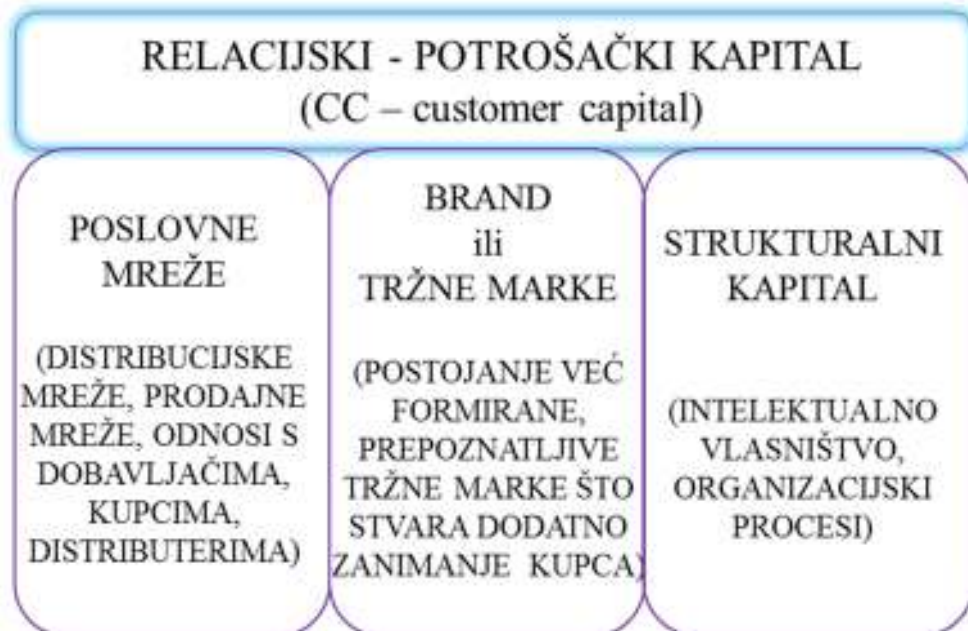 RELACIJSKI - POTROŠAČKI KAPITAL
(CC – customer capital)
POSLOVNE
MREŽE
(DISTRIBUCIJSKE
MREŽE, PRODAJNE
MREŽE, ODNOSI S
DOBAVLJAČIMA,
KUPCIMA,
DISTRIBUTERIMA)
BRAND
ili
TRŽNE MARKE
(POSTOJANJE VEĆ
FORMIRANE,
PREPOZNATLJIVE
TRŽNE MARKE ŠTO
STVARA DODATNO
ZANIMANJE KUPCA)
STRUKTURALNI
KAPITAL
(INTELEKTUALNO
VLASNIŠTVO,
ORGANIZACIJSKI
PROCESI)